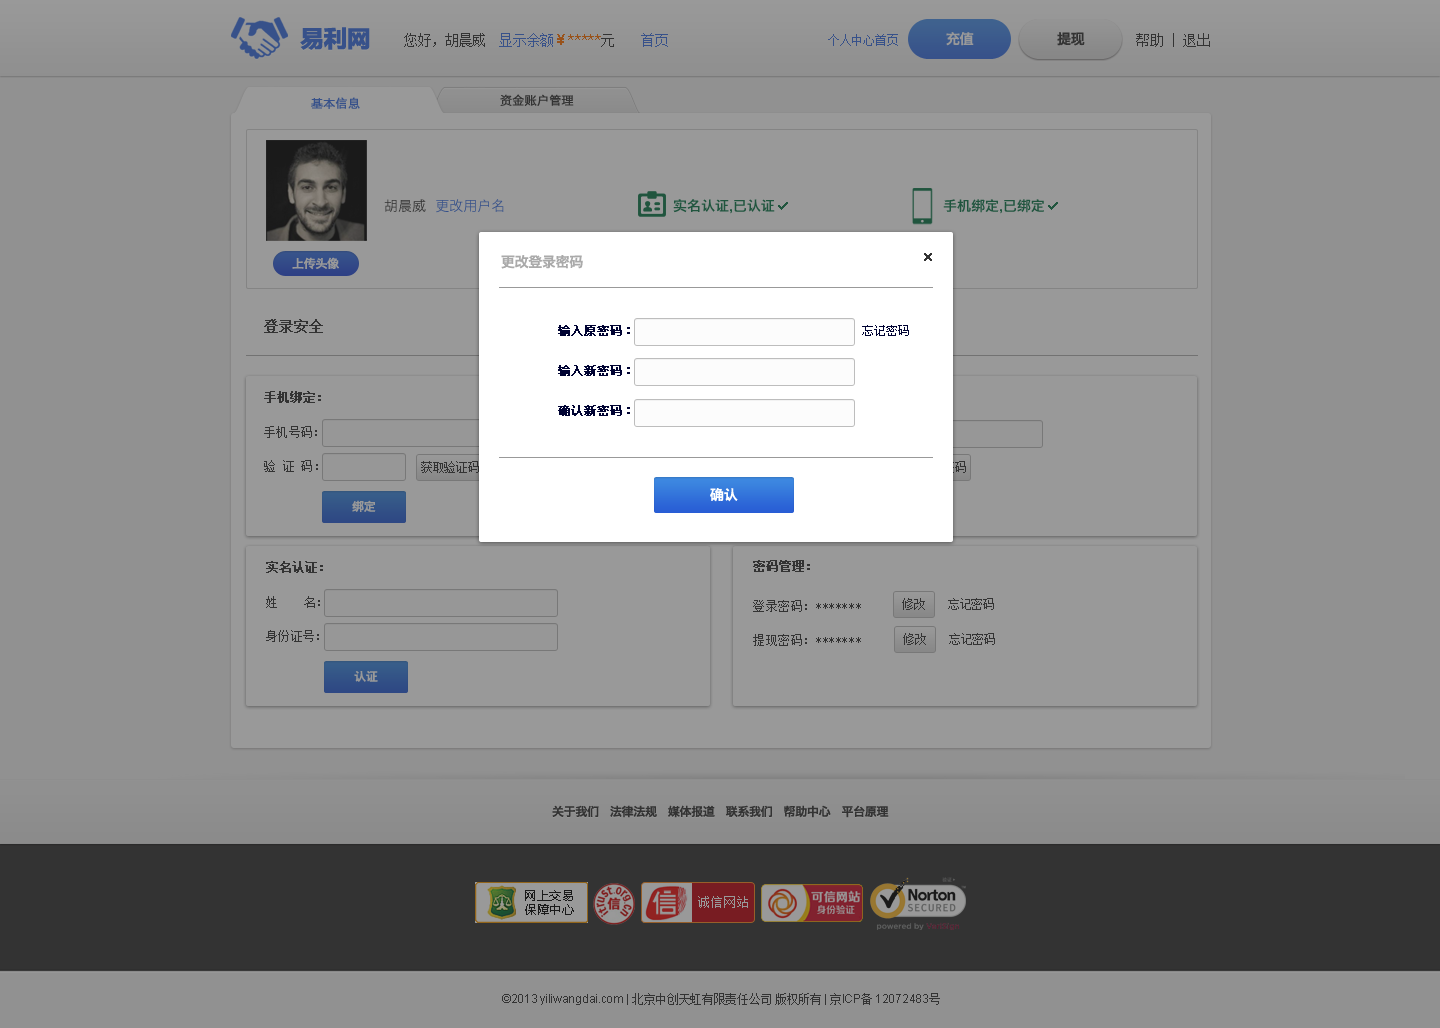 易利网 您好，胡晨威 显示余额¥*****元 首页 个人中心首页 充值 提现 帮助 | 退出
基本信息 资金账户管理
胡晨威 更改用户名 实名认证,已认证 手机绑定,已绑定
上传头像
更改登录密码 ×
登录安全
输入原密码： 忘记密码
输入新密码：
确认新密码：
确认
手机绑定：
手机号码：
验 证 码： 获取验证码 码
绑定
实名认证：
姓 名：
身份证号：
认证
密码管理：
登录密码：******* 修改 忘记密码
提现密码：******* 修改 忘记密码
关于我们 法律法规 媒体报道 联系我们 帮助中心 平台原理
网上交易
保障中心
itrust.org.cn
信
信
诚信网站
可信网站
身份验证
Norton
SECURED
powered by
©2013 yiliwangdai.com | 北京中创天虹有限责任公司 版权所有 | 京ICP备 12072483号